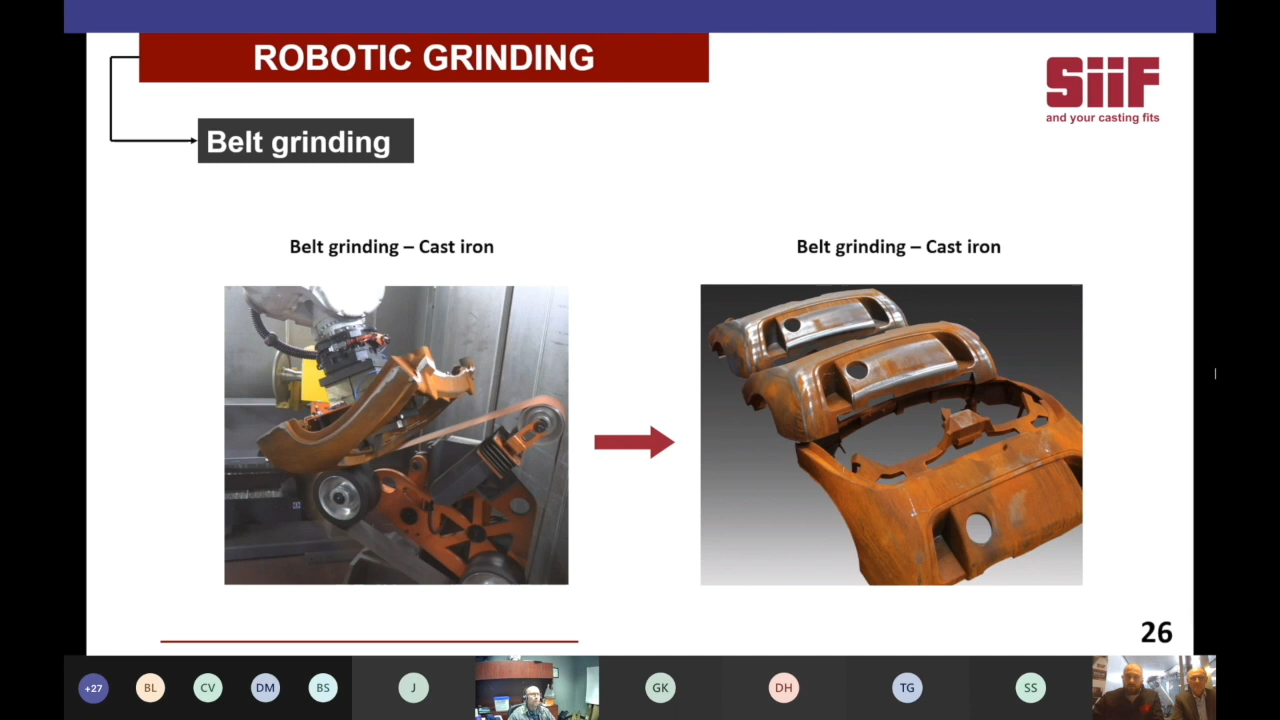 ROBOTIC GRINDING
SiiF
and your casting fits
Belt grinding
Belt grinding – Cast iron
Belt grinding – Cast iron
26
+27
BL
CV
DM
BS
J
GK
DH
TG
SS